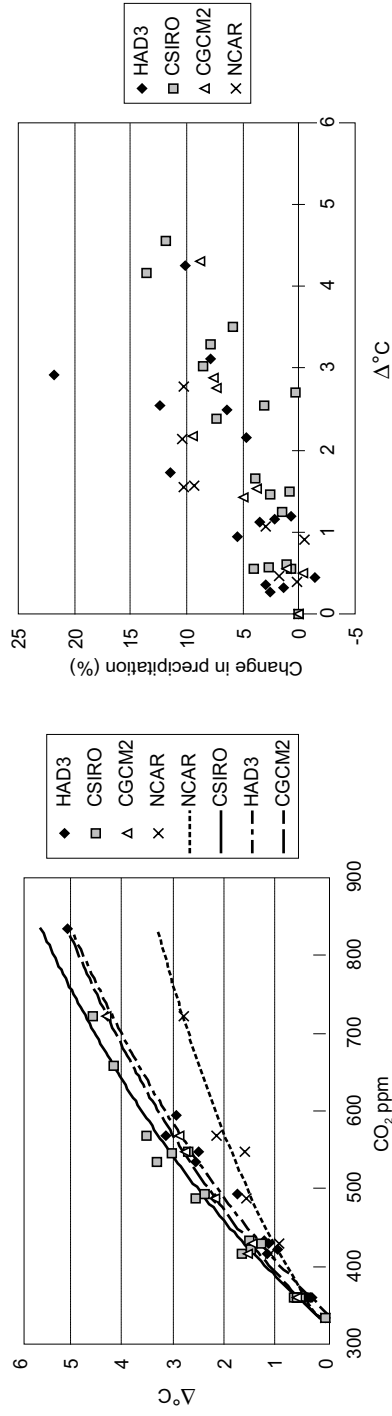 6
5
4
3
2
1
0
Δ°C
300 400 500 600 700 800 900
CO₂ ppm
HAD3
CSIRO
CGCM2
NCAR
NCAR
CSIRO
HAD3
CGCM2
25
20
15
10
5
0
-5
Change in precipitation (%)
0 1 2 3 4 5 6
Δ°C
HAD3
CSIRO
CGCM2
NCAR